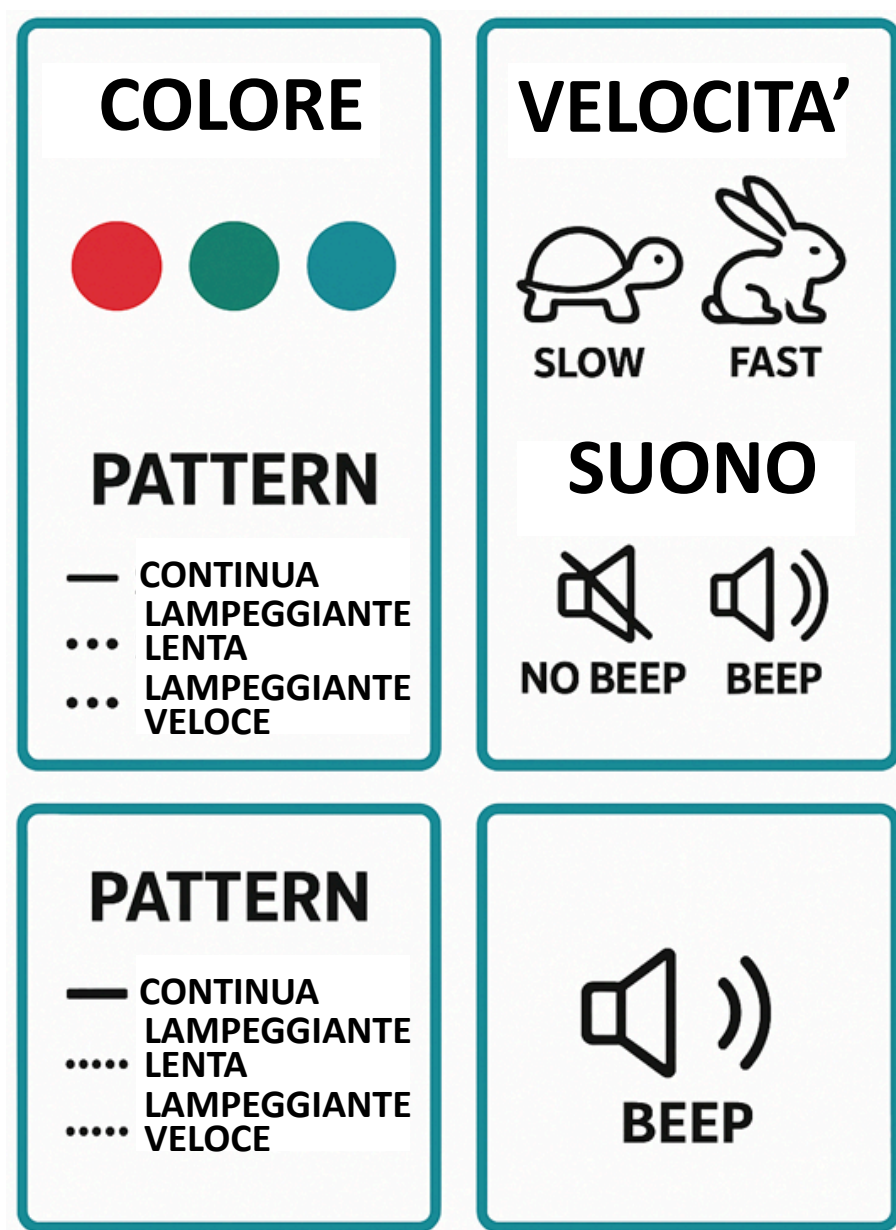 COLORE
PATTERN
CONTINUA
LAMPEGGIANTE
LENTA
LAMPEGGIANTE
VELOCE
VELOCITA’
SLOW FAST
SUONO
NO BEEP BEEP
PATTERN
CONTINUA
LAMPEGGIANTE
LENTA
LAMPEGGIANTE
VELOCE
BEEP